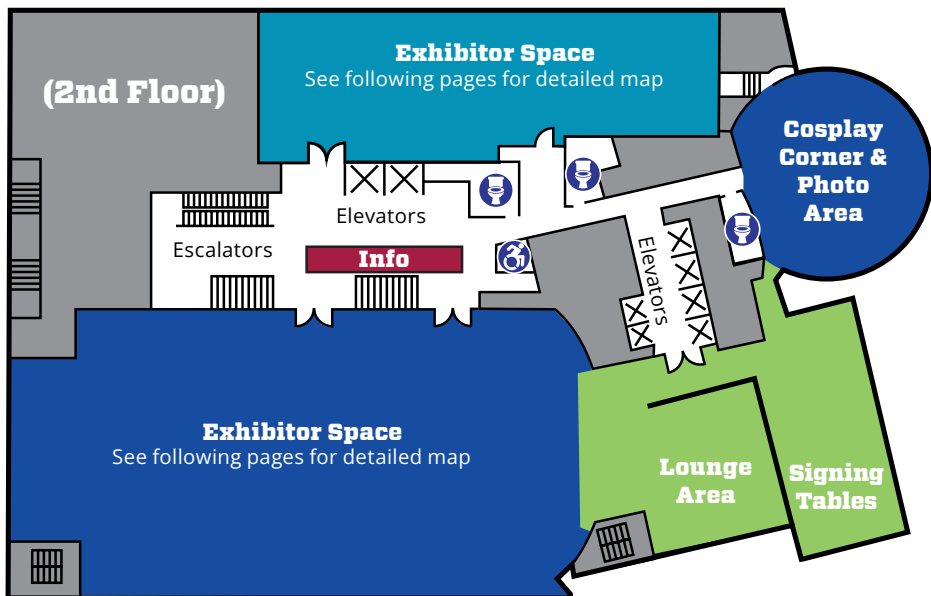 (2nd Floor)
Exhibitor Space
See following pages for detailed map
Cosplay
Corner &
Photo
Area
Elevators
Escalators
Info
Elevators
Exhibitor Space
See following pages for detailed map
Lounge
Area
Signing
Tables